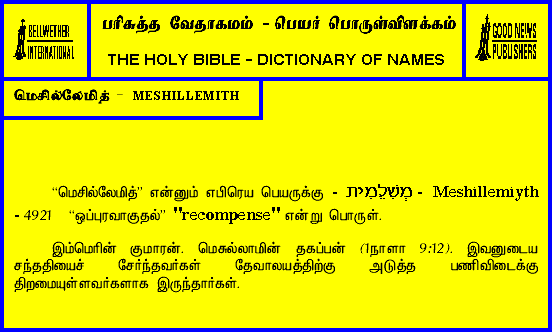 BELLWETHER
INTERNATIONAL
பரிசுத்த வேதாகமம் - பெயர் பொருள்விளக்கம்
THE HOLY BIBLE - DICTIONARY OF NAMES
GOOD NEWS
PUBLISHERS
மெசில்லேமித் - MESHILLEMITH
“மெசில்லேமித்” என்னும் எபிரெய பெயருக்கு - מְשִׁלֵּמִית - Meshillemiyth
- 4921 “ஒப்புரவாகுதல்” "recompense" என்று பொருள்.
இம்மெரின் குமாரன். மெசுல்லாமின் தகப்பன் (1நாளா 9:12). இவனுடைய
சந்ததியைச் சேர்ந்தவர்கள் தேவாலயத்திற்கு அடுத்த பணிவிடைக்கு
திறமையுள்ளவர்களாக இருந்தார்கள்.